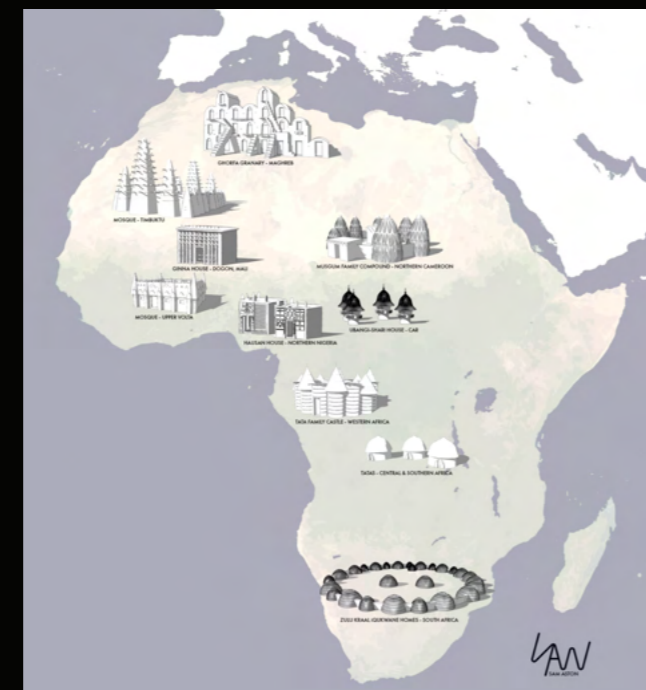 GHORFA GRANARY - MAGHREB
MOSQUE - TIMBUKTU
GINNA HOUSE - DOGON, MALI
MUSGUM FAMILY COMPOUND - NORTHERN CAMEROON
MOSQUE - UPPER VOLTA
UBANGI-SHARI HOUSE - CAR
HAUSAN HOUSE - NORTHERN NIGERIA
TATA FAMILY CASTLE - WESTERN AFRICA
TATAS - CENTRAL & SOUTHERN AFRICA
ZULU KRAAL HOMES - SOUTH AFRICA